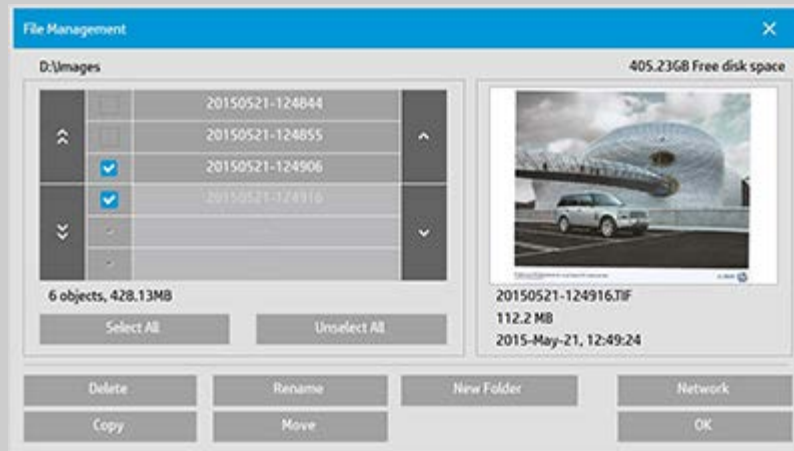 File Management
D:\Images
405.23GB Free disk space
20150521-124844
20150521-124855
20150521-124906
20150521-124916
6 objects, 428.13MB
Select All
Unselect All
20150521-124916.TIF
112.2 MB
2015-May-21, 12:49:24
Delete
Rename
New Folder
Network
Copy
Move
OK